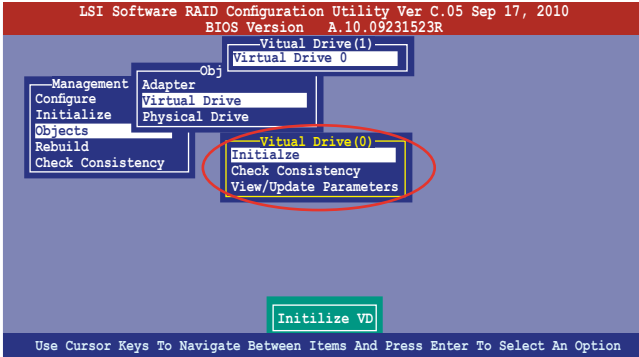 LSI Software RAID Configuration Utility Ver C.05 Sep 17, 2010
BIOS Version A.10.09231523R
Vitual Drive(1)
Virtual Drive 0
Obj
Adapter
Virtual Drive
Physical Drive
Management
Configure
Initialize
Objects
Rebuild
Check Consistency
Vitual Drive(0)
Initialze
Check Consistency
View/Update Parameters
Initilize VD
Use Cursor Keys To Navigate Between Items And Press Enter To Select An Option